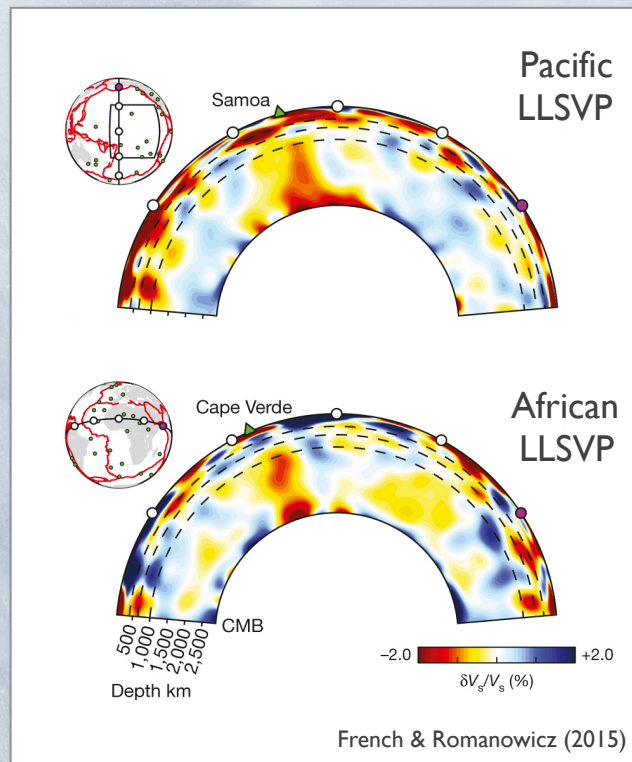 Pacific
LLSVP
Samoa
African
LLSVP
Cape Verde
CMB
500
1,000
1,500
2,000
2,500
Depth km
−2.0
+2.0
δVs/Vs (%)
French & Romanowicz (2015)